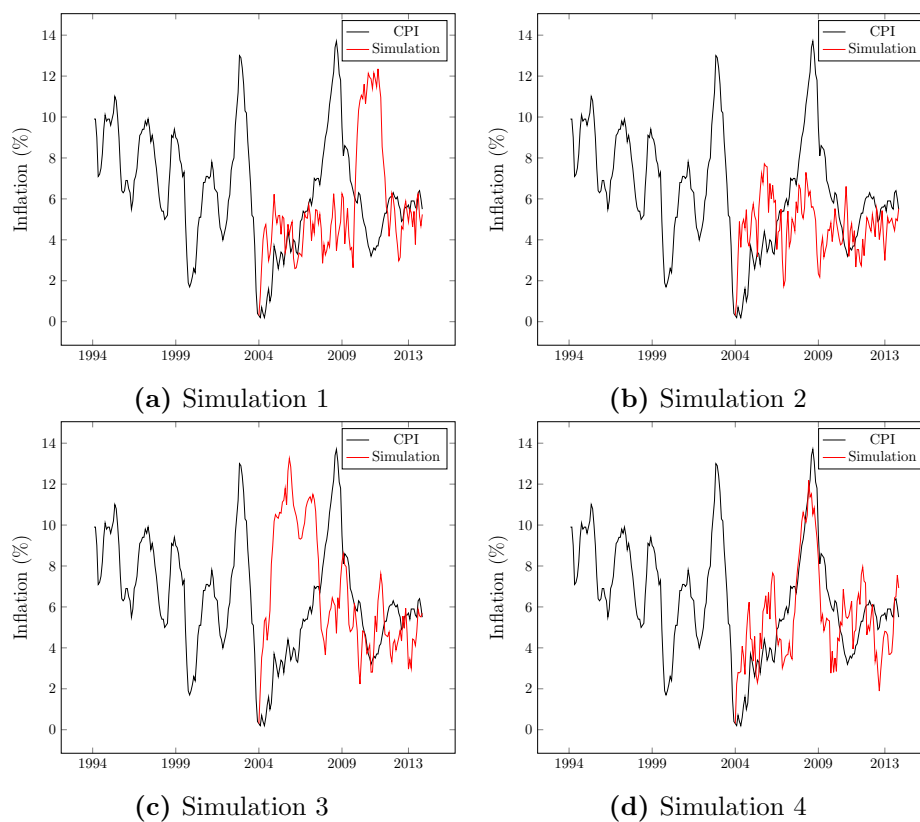 CPI
Simulation
Inflation (%)
14
12
10
8
6
4
2
0
1994 1999 2004 2009 2013
(a) Simulation 1
CPI
Simulation
Inflation (%)
14
12
10
8
6
4
2
0
1994 1999 2004 2009 2013
(b) Simulation 2
CPI
Simulation
Inflation (%)
14
12
10
8
6
4
2
0
1994 1999 2004 2009 2013
(c) Simulation 3
CPI
Simulation
Inflation (%)
14
12
10
8
6
4
2
0
1994 1999 2004 2009 2013
(d) Simulation 4